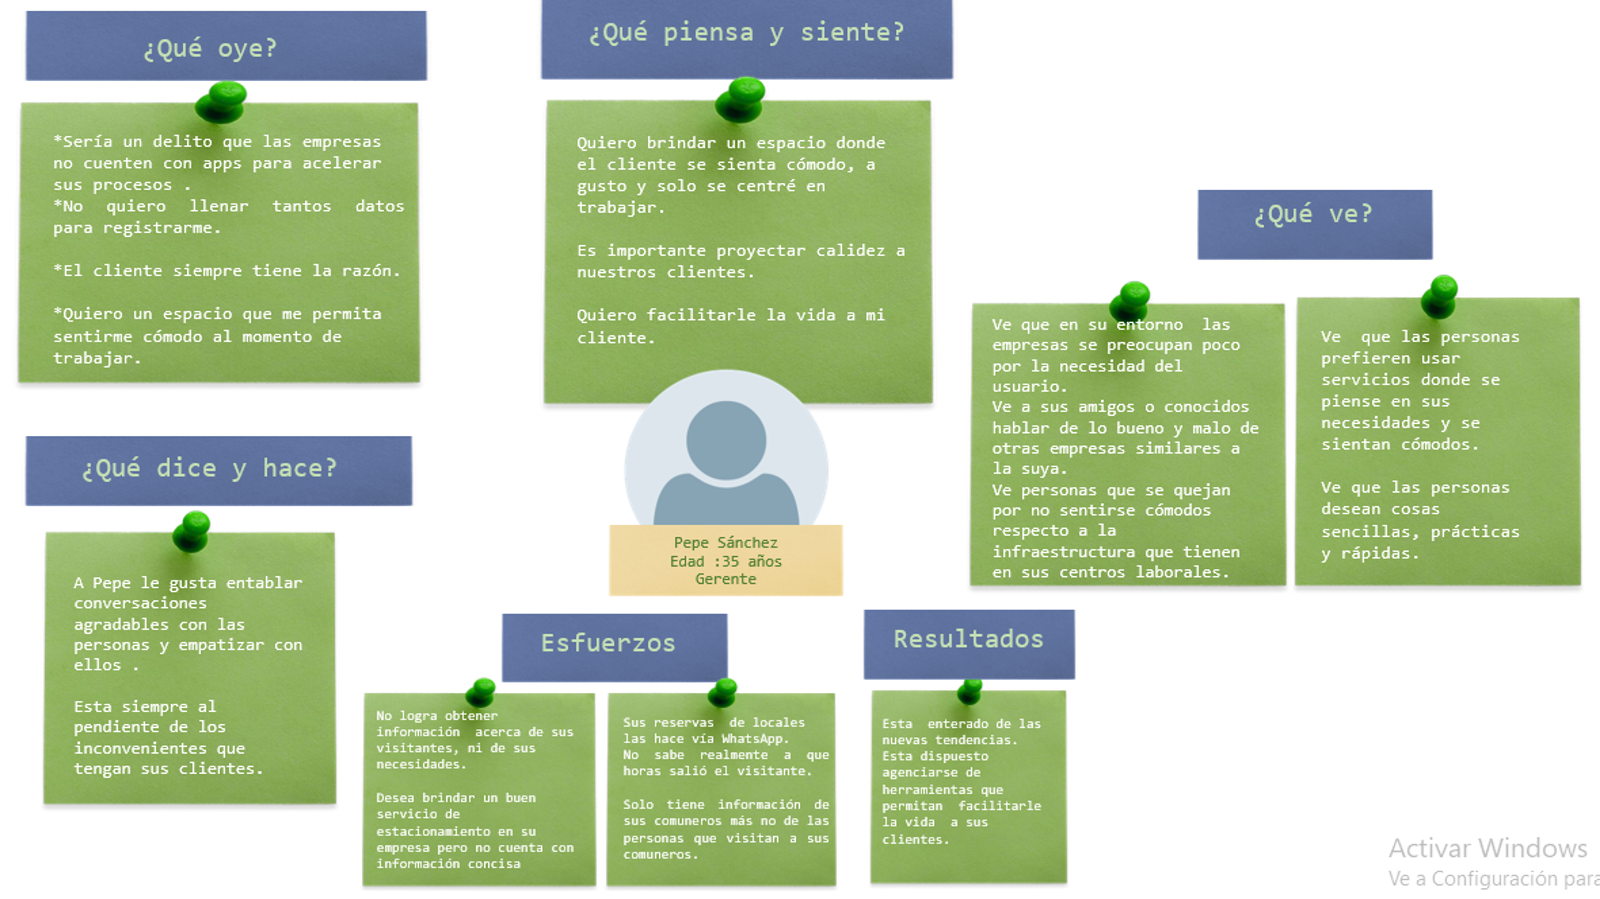 ¿Qué oye?
*Sería un delito que las empresas
no cuenten con apps para acelerar
sus procesos .
*No quiero llenar tantos datos
para registrarme.
*El cliente siempre tiene la razón.
*Quiero un espacio que me permita
sentirme cómodo al momento de
trabajar.
¿Qué piensa y siente?
Quiero brindar un espacio donde
el cliente se sienta cómodo, a
gusto y solo se centré en
trabajar.
Es importante proyectar calidez a
nuestros clientes.
Quiero facilitarle la vida a mi
cliente.
¿Qué ve?
Ve que en su entorno las
empresas se preocupan poco
por la necesidad del
usuario.
Ve a sus amigos o conocidos
hablar de lo bueno y malo de
otras empresas similares a
la suya.
Ve personas que se quejan
por no sentirse cómodos
respecto a la
infraestructura que tienen
en sus centros laborales.
Ve que las personas
prefieren usar
servicios donde se
piense en sus
necesidades y se
sientan cómodos.
Ve que las personas
desean cosas
sencillas, prácticas
y rápidas.
¿Qué dice y hace?
A Pepe le gusta entablar
conversaciones
agradables con las
personas y empatizar con
ellos .
Esta siempre al
pendiente de los
inconvenientes que
tengan sus clientes.
Pepe Sánchez
Edad :35 años
Gerente
Esfuerzos
No logra obtener
información acerca de sus
visitantes, ni de sus
necesidades.
Desea brindar un buen
servicio de
estacionamiento en su
empresa pero no cuenta con
información concisa
Sus reservas de locales
las hace vía WhatsApp.
No sabe realmente a que
horas salió el visitante.
Solo tiene información de
sus comuneros más no de las
personas que visitan a sus
comuneros.
Resultados
Esta enterado de las
nuevas tendencias.
Esta dispuesto
agenciarse de
herramientas que
permitan facilitarle
la vida a sus
clientes.
Activar Windows
Ve a Configuración para